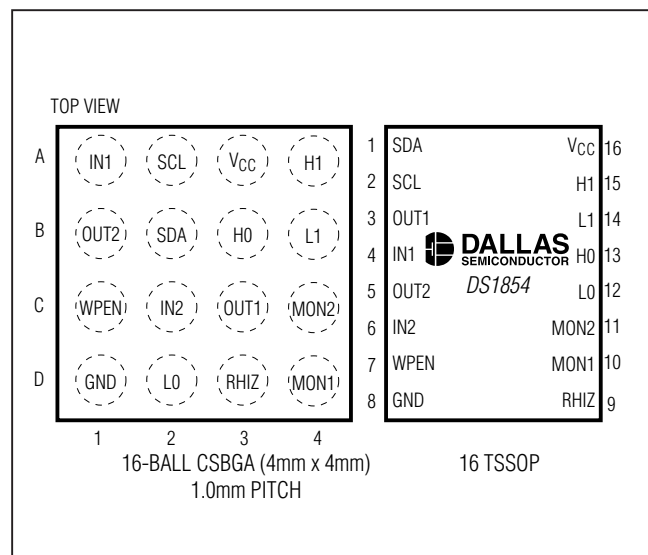 TOP VIEW
A IN1 SCL VCC H1
B OUT2 SDA H0 L1
C WPEN IN2 OUT1 MON2
D GND L0 RHIZ MON1
1 2 3 4
16-BALL CSBGA (4mm x 4mm)
1.0mm PITCH
1 SDA VCC 16
2 SCL H1 15
3 OUT1 L1 14
4 IN1 DALLAS H0 13
SEMICONDUCTOR
5 OUT2 DS1854 L0 12
6 IN2 MON2 11
7 WPEN MON1 10
8 GND RHIZ 9
16 TSSOP